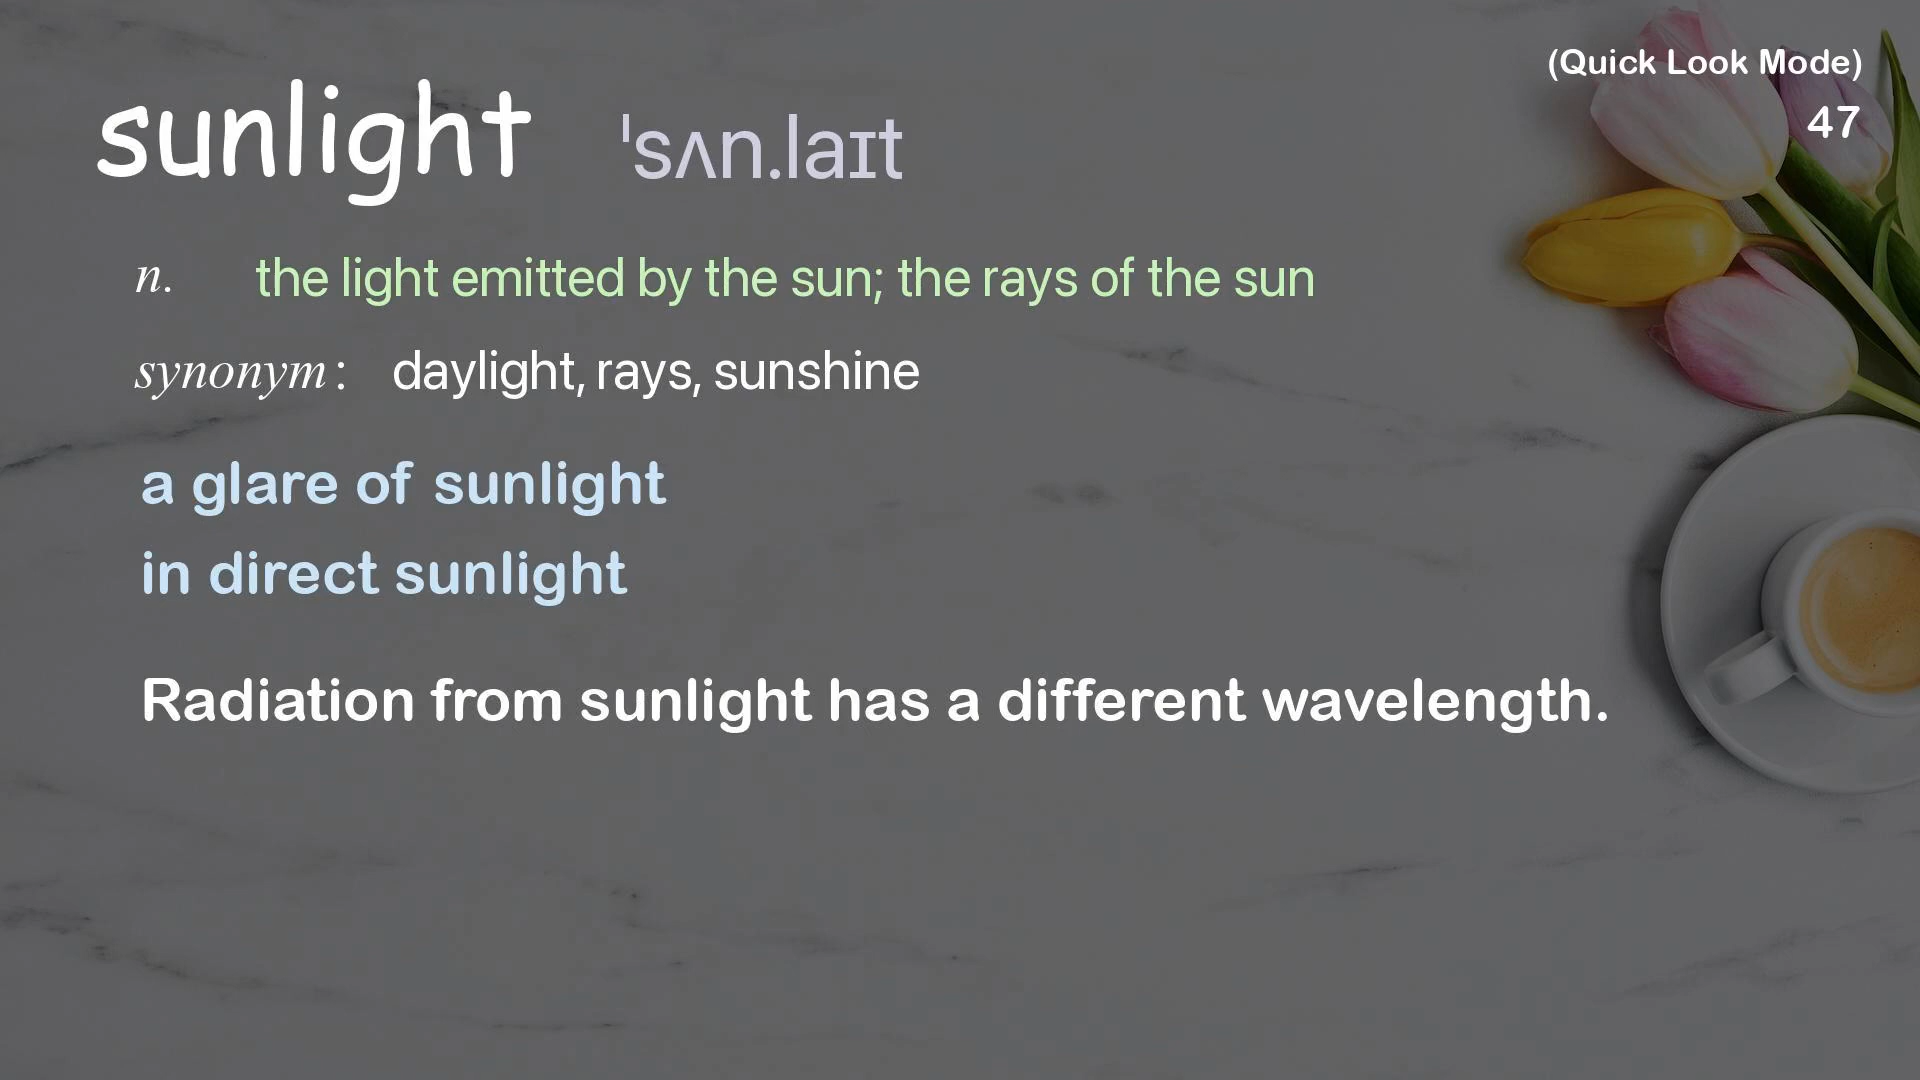 (Quick Look Mode)
47
sunlight ˈsʌn.laɪt
n. the light emitted by the sun; the rays of the sun
synonym: daylight, rays, sunshine
a glare of sunlight
in direct sunlight
Radiation from sunlight has a different wavelength.